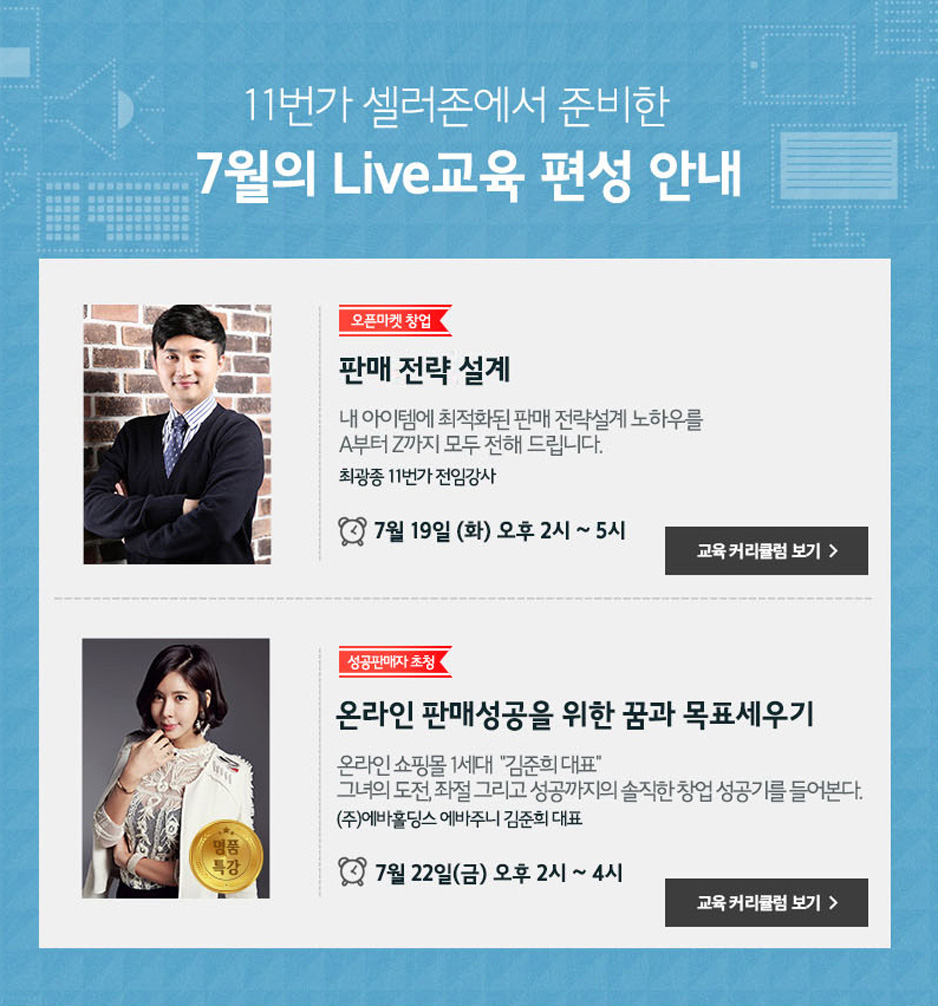 11번가 셀러존에서 준비한
7월의 Live교육 편성 안내
오픈마켓 창업
판매 전략 설계
내 아이템에 최적화된 판매 전략설계 노하우를
A부터 Z까지 모두 전해 드립니다.
최광종 11번가 전임강사
7월 19일 (화) 오후 2시 ~ 5시
교육 커리큘럼 보기 >
성공판매자 초청
온라인 판매성공을 위한 꿈과 목표세우기
온라인 쇼핑몰 1세대 "김준희 대표"
그녀의 도전, 좌절 그리고 성공까지의 솔직한 창업 성공기를 들어본다.
(주)에바홀딩스 에바주니 김준희 대표
명품
특강
7월 22일(금) 오후 2시 ~ 4시
교육 커리큘럼 보기 >